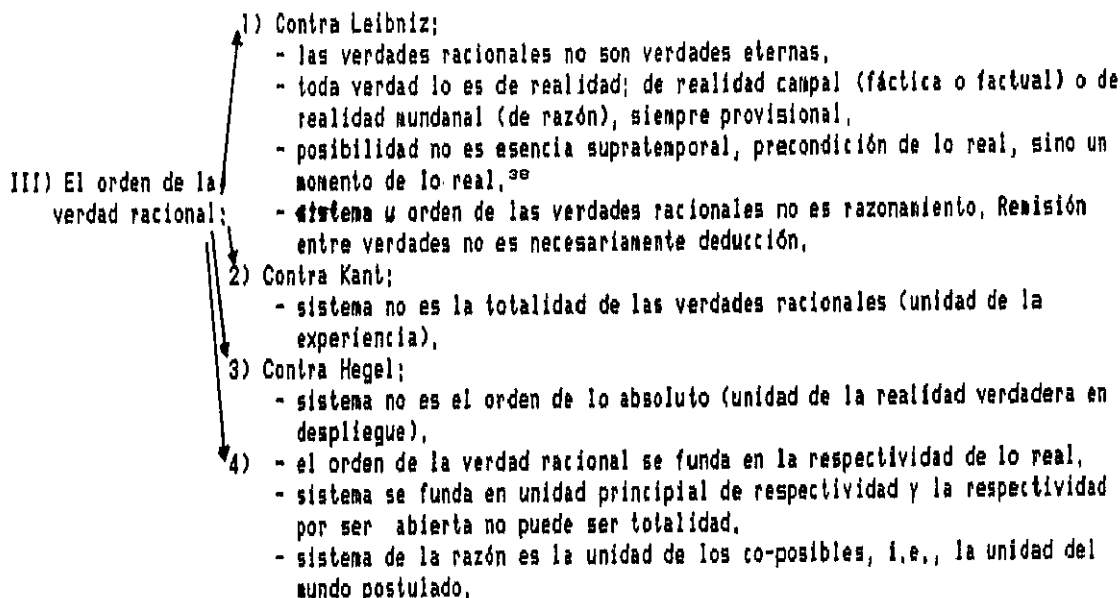 1) Contra Leibniz:
- las verdades racionales no son verdades eternas,
- toda verdad lo es de realidad; de realidad campal (fáctica o factual) o de
realidad mundanal (de razón), siempre provisional,
- posibilidad no es esencia supratemporal, precondición de lo real, sino un
III) El orden de la
momento de lo real,³⁸
verdad racional:
- sistema u orden de las verdades racionales no es razonamiento, Remisión
entre verdades no es necesariamente deducción,
2) Contra Kant:
- sistema no es la totalidad de las verdades racionales (unidad de la
experiencia),
3) Contra Hegel:
- sistema no es el orden de lo absoluto (unidad de la realidad verdadera en
despliegue),
4) - el orden de la verdad racional se funda en la respectividad de lo real,
- sistema se funda en unidad principial de respectividad y la respectividad
por ser abierta no puede ser totalidad,
- sistema de la razón es la unidad de los co-posibles, i.e., la unidad del
mundo postulado,